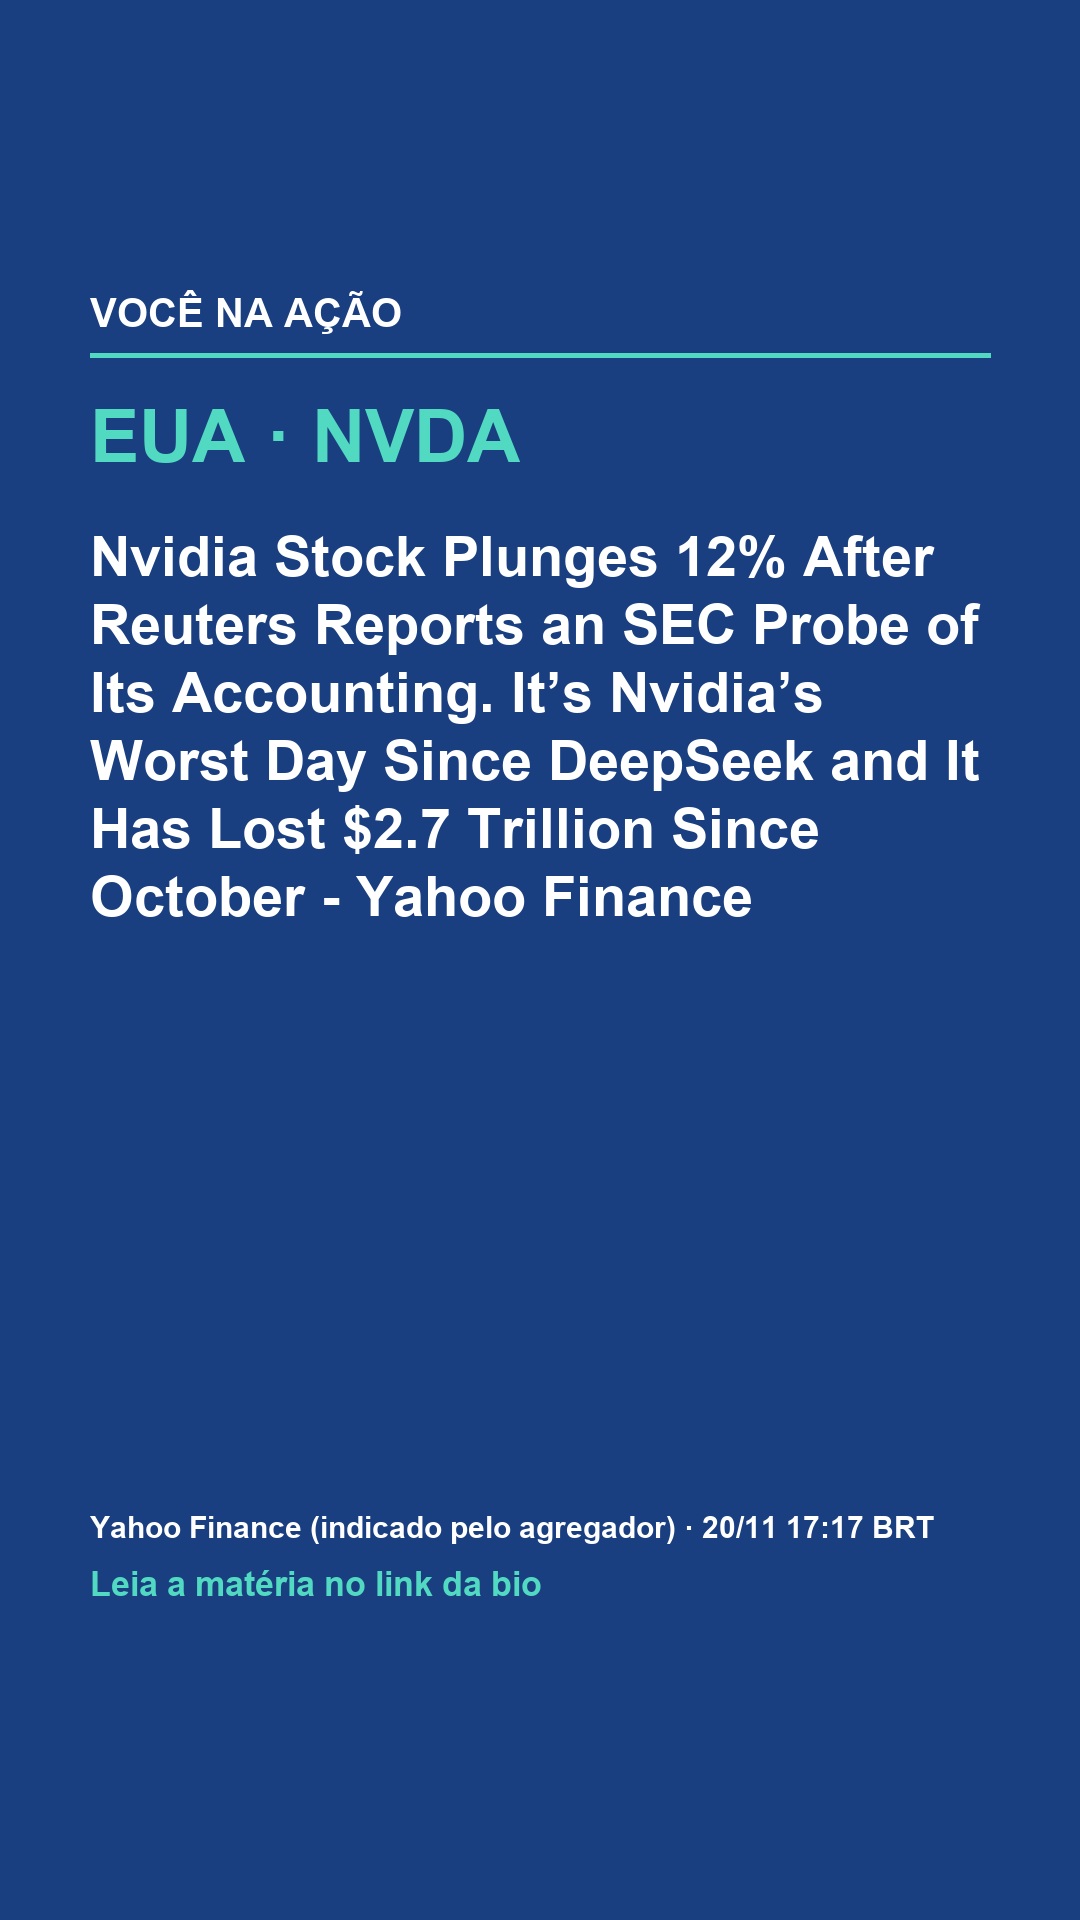 VOCÊ NA AÇÃO
EUA · NVDA
Nvidia Stock Plunges 12% After
Reuters Reports an SEC Probe of
Its Accounting. It’s Nvidia’s
Worst Day Since DeepSeek and It
Has Lost $2.7 Trillion Since
October - Yahoo Finance
Yahoo Finance (indicado pelo agregador) · 20/11 17:17 BRT
Leia a matéria no link da bio